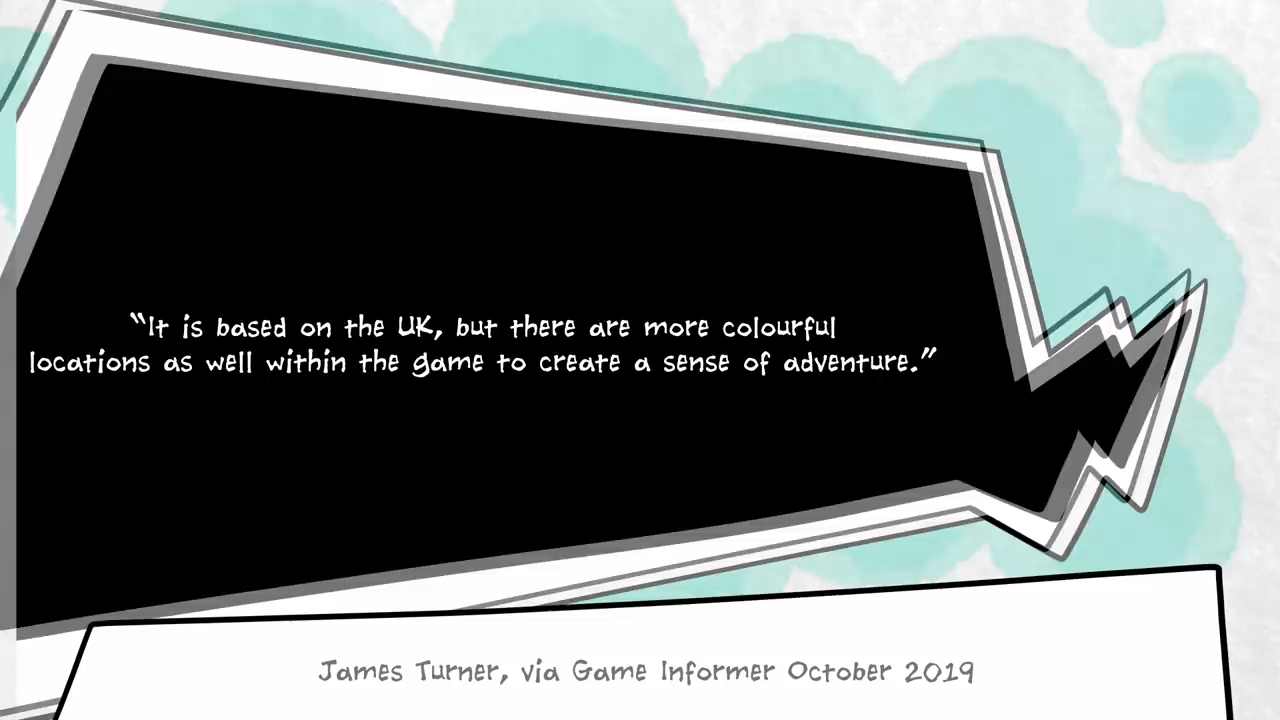 “It is based on the UK, but there are more colourful
locations as well within the game to create a sense of adventure.”
James Turner, via Game Informer October 2019